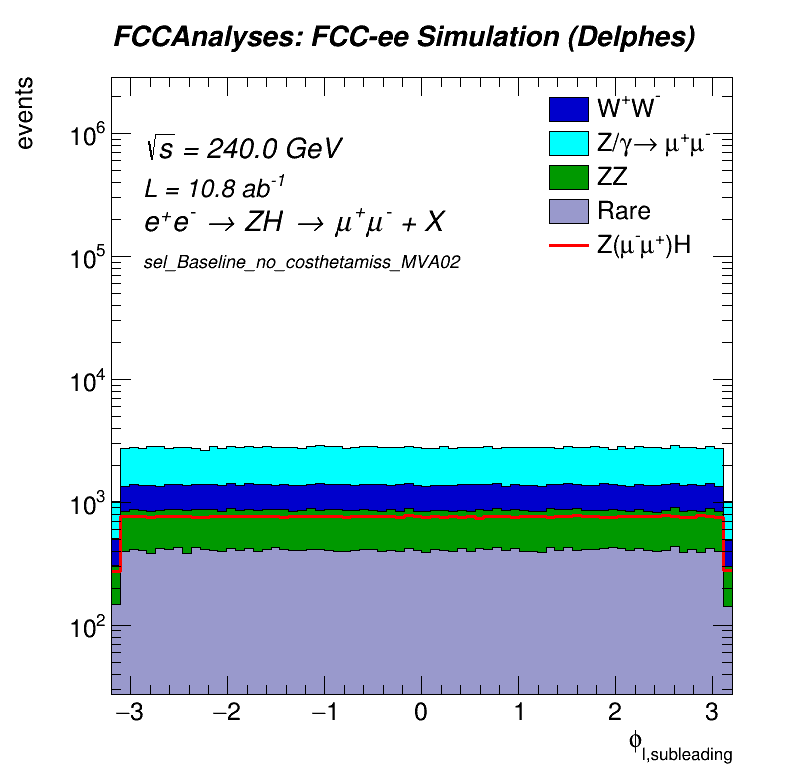 FCCAnalyses: FCC-ee Simulation (Delphes)
events
√s = 240.0 GeV
L = 10.8 ab⁻¹
e⁺e⁻ → ZH → μ⁺μ⁻ + X
sel_Baseline_no_costhetamiss_MVA02
W⁺W⁻
Z/γ→ μ⁺μ⁻
ZZ
Rare
Z(μ⁻μ⁺)H
10⁶
10⁵
10⁴
10³
10²
−3 −2 −1 0 1 2 3
ϕ_l,subleading